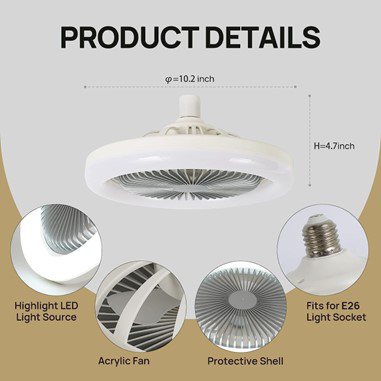 PRODUCT DETAILS
φ=10.2 inch
H=4.7inch
Highlight LED
Light Source
Acrylic Fan
Protective Shell
Fits for E26
Light Socket